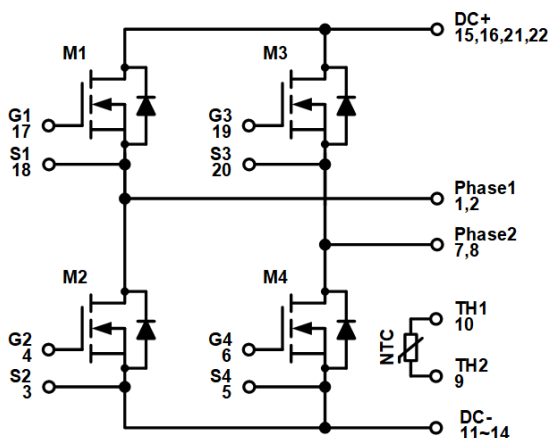 DC+
15,16,21,22
M1
M3
G1
17
G3
19
S1
18
S3
20
Phase1
1,2
Phase2
7,8
M2
M4
TH1
10
G2
4
G4
6
NTC
TH2
9
S2
3
S4
5
DC-
11~14